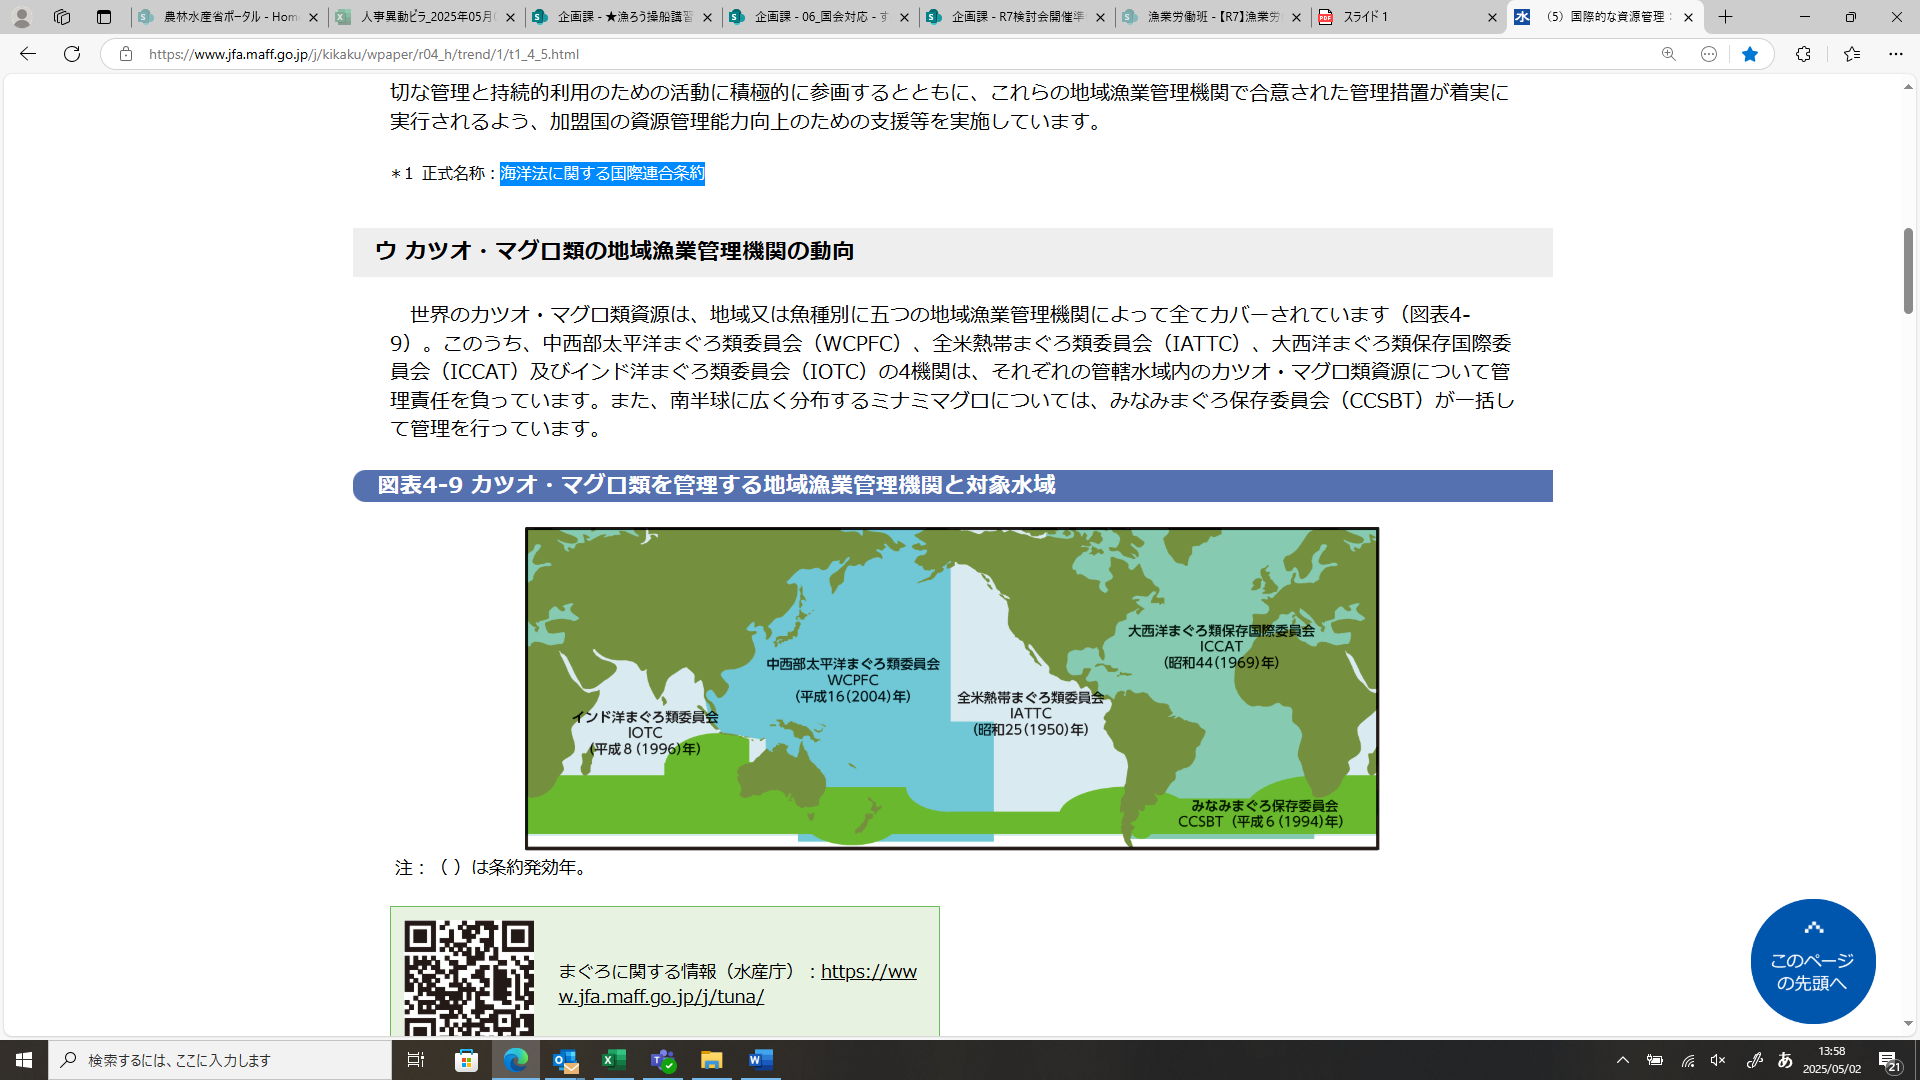 農林水産省ポータル - Hom
人事異動ビラ_2025年05月
企画課 - ★漁ろう操船講習
企画課 - 06_国会対応 - す
企画課 - R7検討会開催準
漁業労働班 - 【R7】漁業労
スライド 1
(5) 国際的な資源管理：
https://www.jfa.maff.go.jp/j/kikaku/wpaper/r04_h/trend/1/t1_4_5.html
切な管理と持続的利用のための活動に積極的に参画するとともに、これらの地域漁業管理機関で合意された管理措置が着実に
実行されるよう、加盟国の資源管理能力向上のための支援等を実施しています。
＊1 正式名称：海洋法に関する国際連合条約
ウ カツオ・マグロ類の地域漁業管理機関の動向
世界のカツオ・マグロ類資源は、地域又は魚種別に五つの地域漁業管理機関によって全てカバーされています（図表4-
9）。このうち、中西部太平洋まぐろ類委員会（WCPFC）、全米熱帯まぐろ類委員会（IATTC）、大西洋まぐろ類保存国際委
員会（ICCAT）及びインド洋まぐろ類委員会（IOTC）の4機関は、それぞれの管轄水域内のカツオ・マグロ類資源について管
理責任を負っています。また、南半球に広く分布するミナミマグロについては、みなみまぐろ保存委員会（CCSBT）が一括し
て管理を行っています。
図表4-9 カツオ・マグロ類を管理する地域漁業管理機関と対象水域
大西洋まぐろ類保存国際委員会
ICCAT
(昭和44(1969)年)
中西部太平洋まぐろ類委員会
WCPFC
(平成16(2004)年)
全米熱帯まぐろ類委員会
IATTC
(昭和25(1950)年)
インド洋まぐろ類委員会
IOTC
(平成8(1996)年)
みなみまぐろ保存委員会
CCSBT (平成6(1994)年)
注：（ ）は条約発効年。
まぐろに関する情報（水産庁）：https://ww
w.jfa.maff.go.jp/j/tuna/
このページ
の先頭へ
検索するには、ここに入力します
あ
13:58
2025/05/02
21